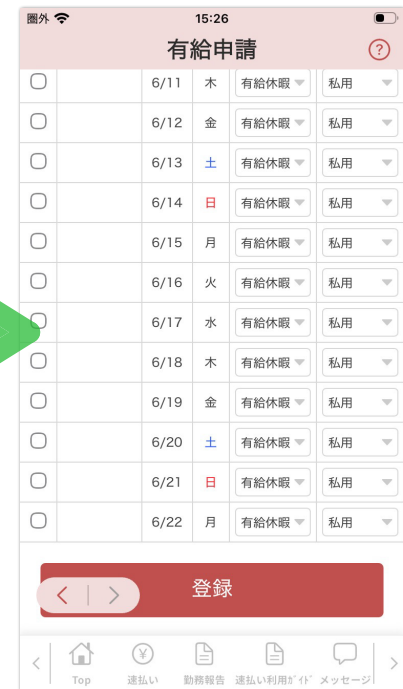 圏外 15:26
有給申請 ?
6/11 木 有給休暇 私用
6/12 金 有給休暇 私用
6/13 土 有給休暇 私用
6/14 日 有給休暇 私用
6/15 月 有給休暇 私用
6/16 火 有給休暇 私用
6/17 水 有給休暇 私用
6/18 木 有給休暇 私用
6/19 金 有給休暇 私用
6/20 土 有給休暇 私用
6/21 日 有給休暇 私用
6/22 月 有給休暇 私用
登録
Top 速払い 勤務報告 速払い利用ｶﾞｲﾄﾞ メッセージ